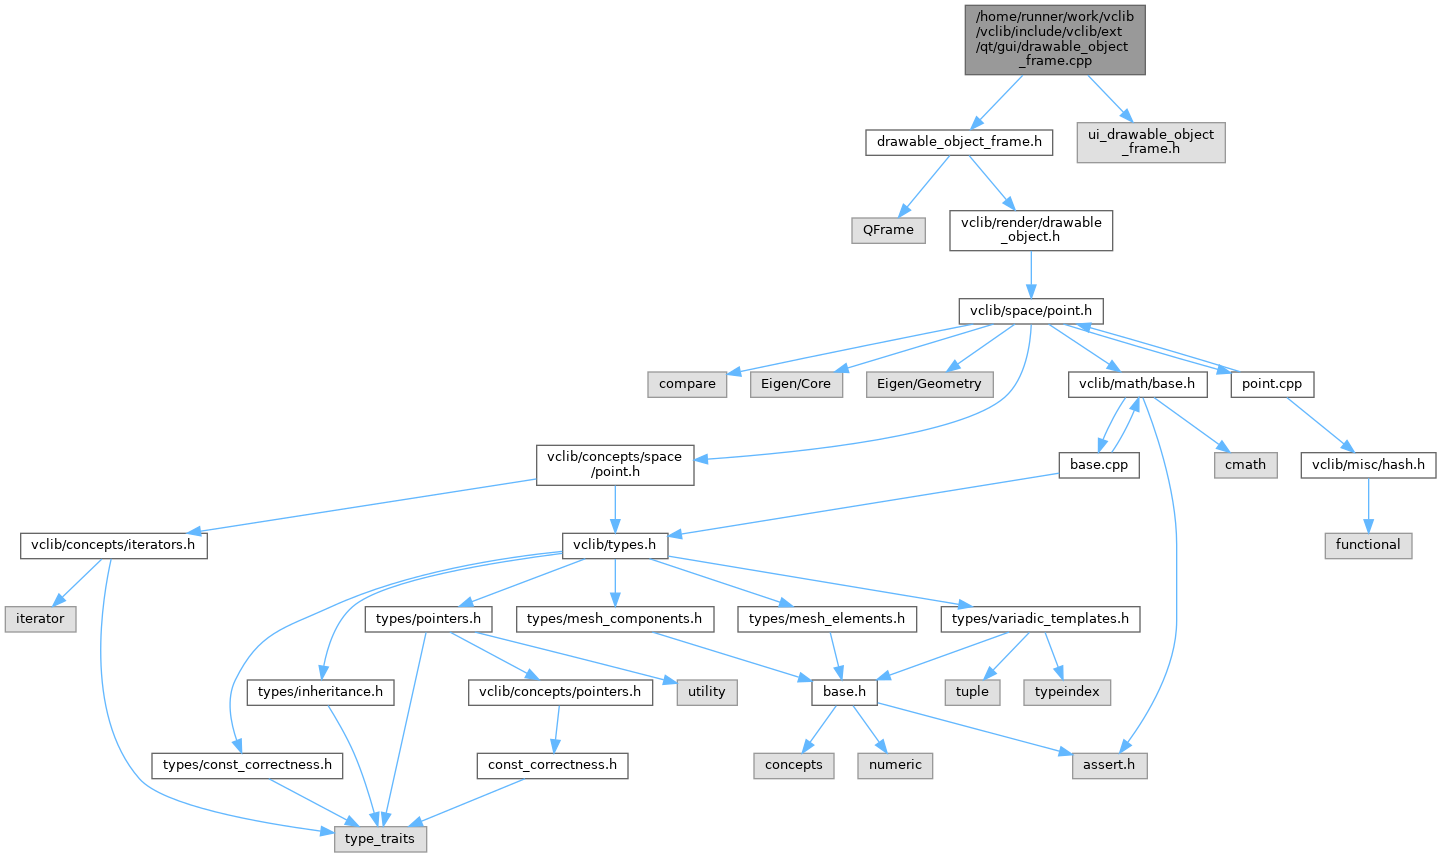 /home/runner/work/vclib
/vclib/include/vclib/ext
/qt/gui/drawable_object
_frame.cpp
drawable_object_frame.h
ui_drawable_object
_frame.h
QFrame
vclib/render/drawable
_object.h
vclib/space/point.h
compare
Eigen/Core
Eigen/Geometry
vclib/math/base.h
point.cpp
vclib/concepts/space
/point.h
base.cpp
cmath
vclib/misc/hash.h
vclib/concepts/iterators.h
vclib/types.h
functional
iterator
types/pointers.h
types/mesh_components.h
types/mesh_elements.h
types/variadic_templates.h
types/inheritance.h
vclib/concepts/pointers.h
utility
base.h
tuple
typeindex
types/const_correctness.h
const_correctness.h
concepts
numeric
assert.h
type_traits